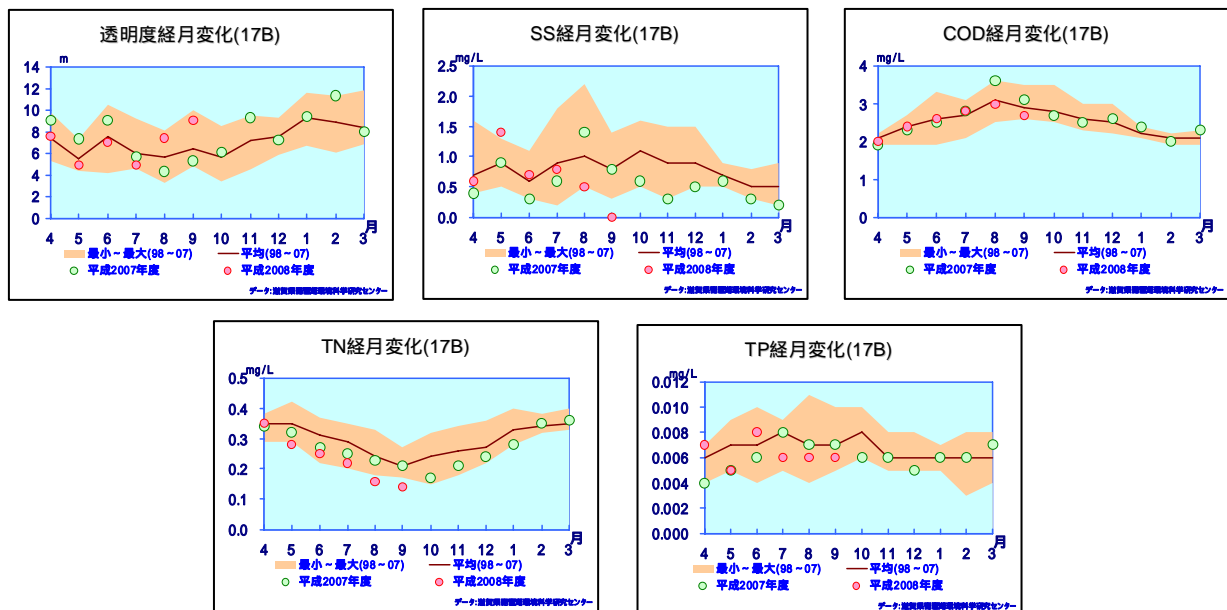 透明度経月変化(17B)
m
14
12
10
8
6
4
2
0
4 5 6 7 8 9 10 11 12 1 2 3
月
最小～最大(98～07) 平均(98～07)
平成2007年度 平成2008年度
SS経月変化(17B)
mg/L
2.5
2.0
1.5
1.0
0.5
0.0
4 5 6 7 8 9 10 11 12 1 2 3
月
最小～最大(98～07) 平均(98～07)
平成2007年度 平成2008年度
COD経月変化(17B)
mg/L
4
3
2
1
0
4 5 6 7 8 9 10 11 12 1 2 3
月
最小～最大(98～07) 平均(98～07)
平成2007年度 平成2008年度
TN経月変化(17B)
mg/L
0.5
0.4
0.3
0.2
0.1
0.0
4 5 6 7 8 9 10 11 12 1 2 3
月
最小～最大(98～07) 平均(98～07)
平成2007年度 平成2008年度
TP経月変化(17B)
mg/L
0.012
0.010
0.008
0.006
0.004
0.002
0.000
4 5 6 7 8 9 10 11 12 1 2 3
月
最小～最大(98～07) 平均(98～07)
平成2007年度 平成2008年度